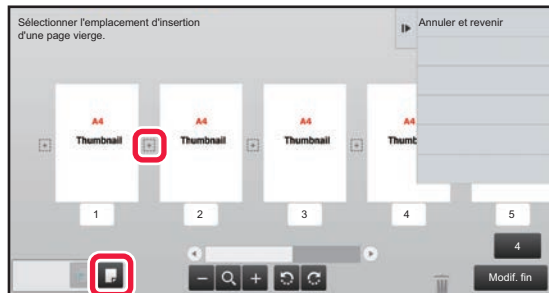 Sélectionner l'emplacement d'insertion
d'une page vierge.
Annuler et revenir
A4
Thumbnail
A4
Thumbnail
A4
Thumbnail
A4
Thumb
1
2
3
4
5
4
Modif. fin